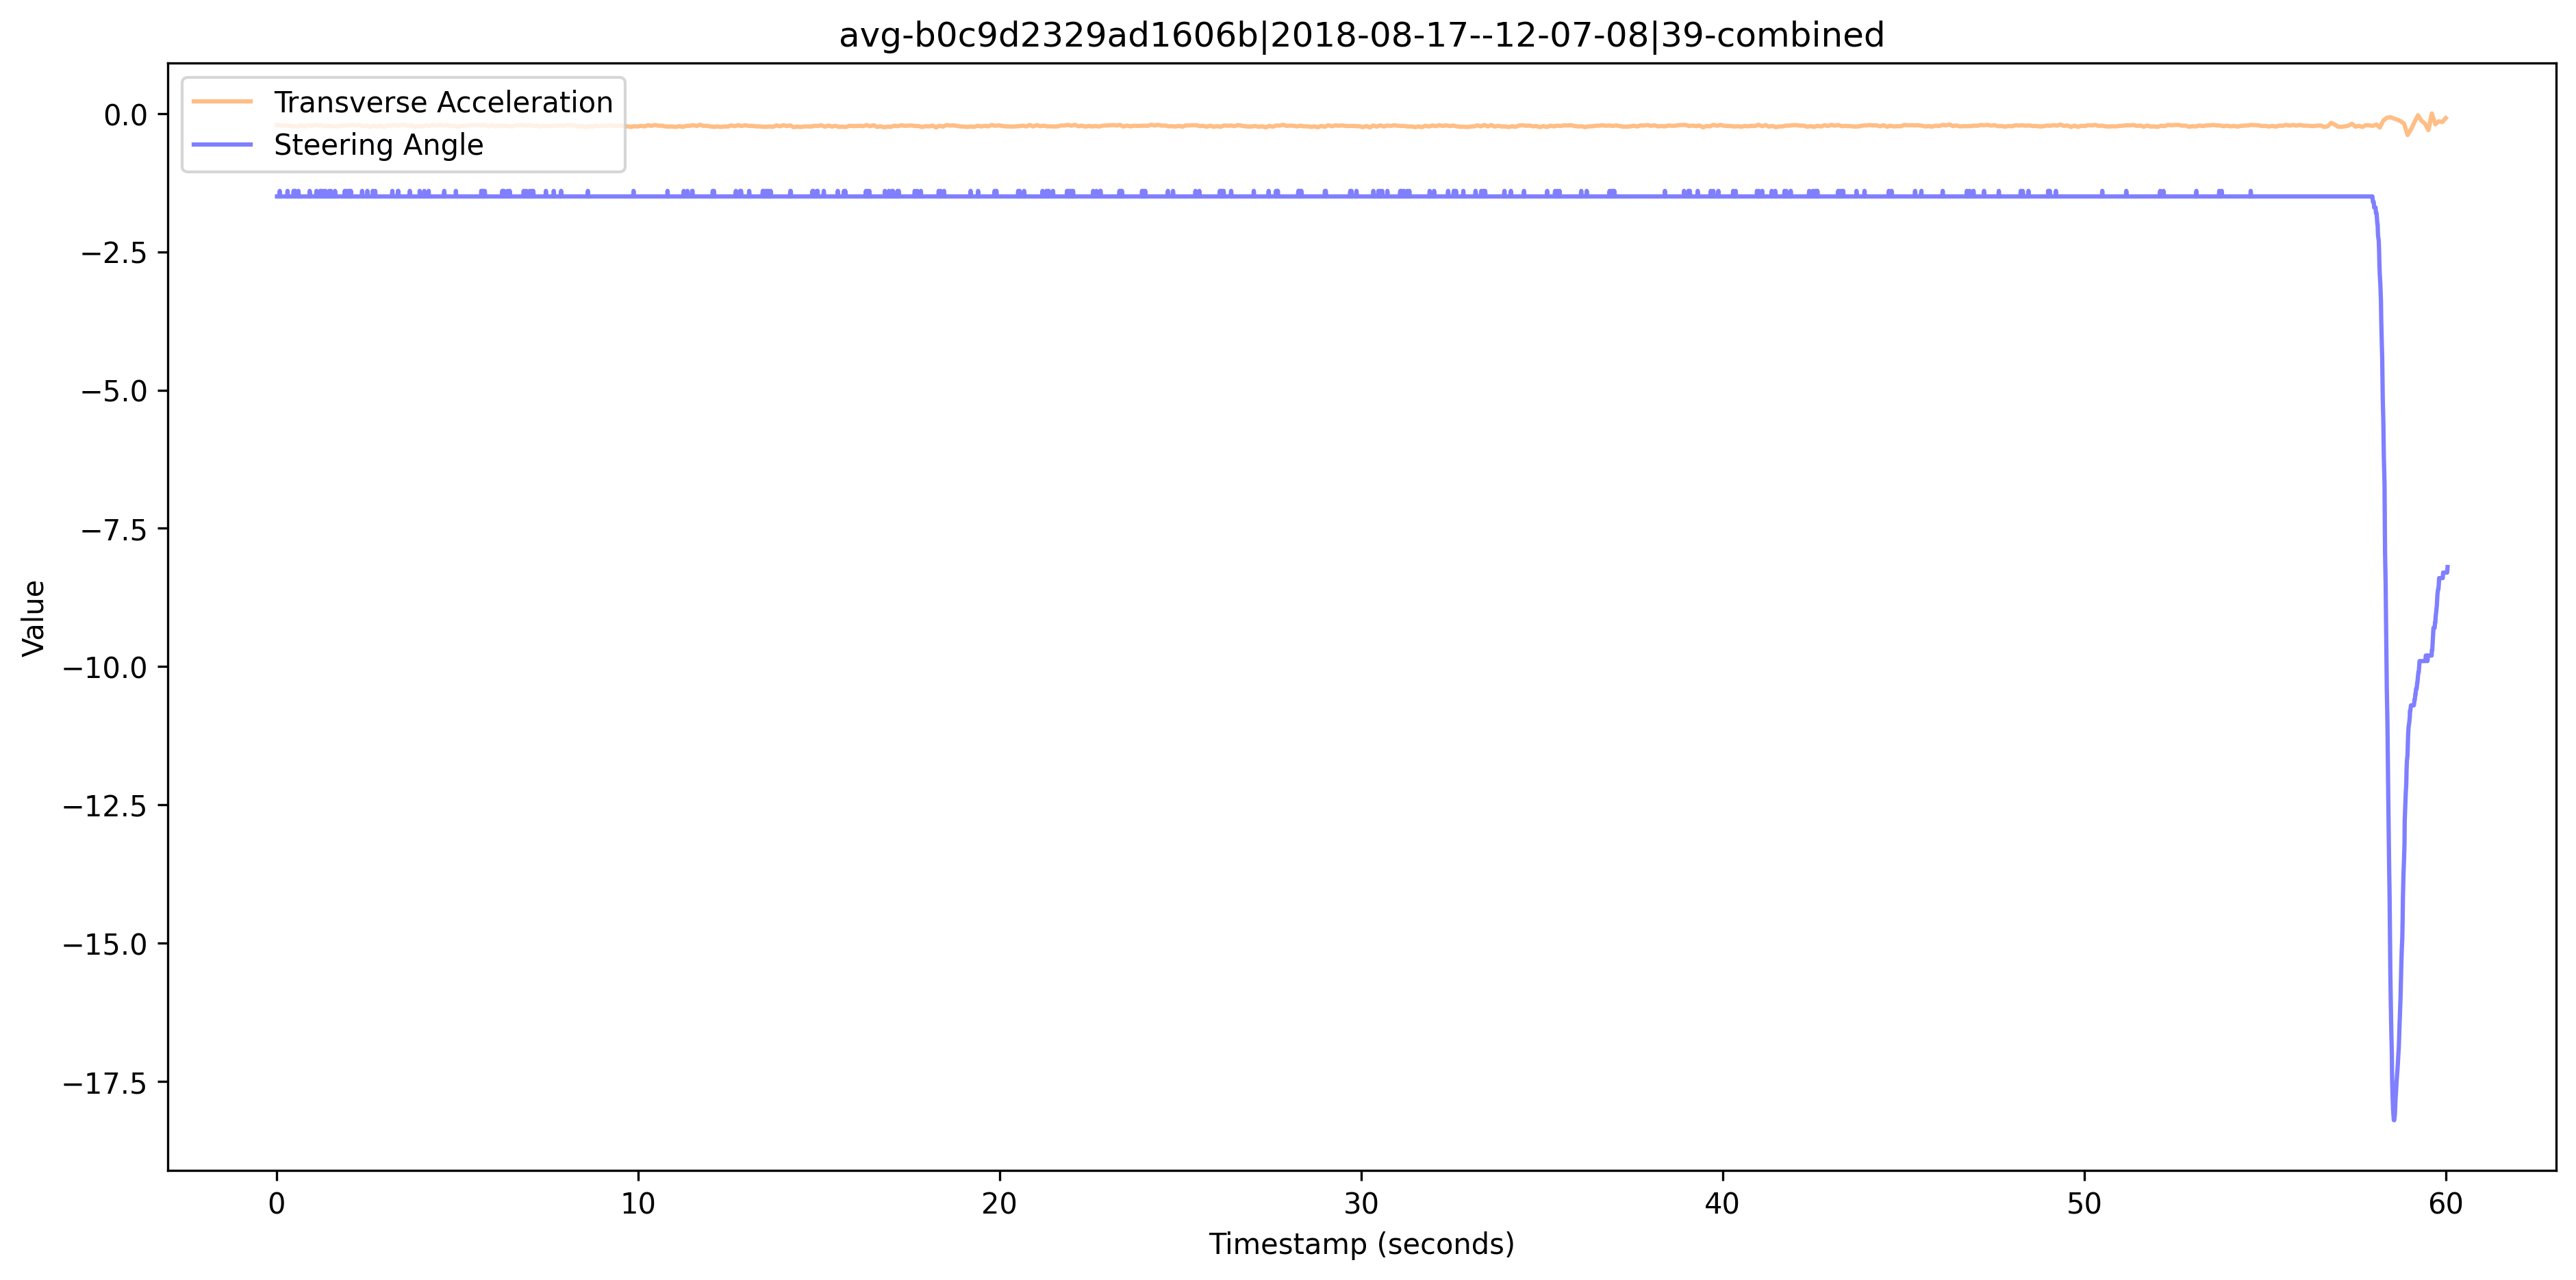 avg-b0c9d2329ad1606b|2018-08-17--12-07-08|39-combined
Transverse Acceleration
Steering Angle
0.0
−2.5
−5.0
−7.5
−10.0
−12.5
−15.0
−17.5
Value
0 10 20 30 40 50 60
Timestamp (seconds)